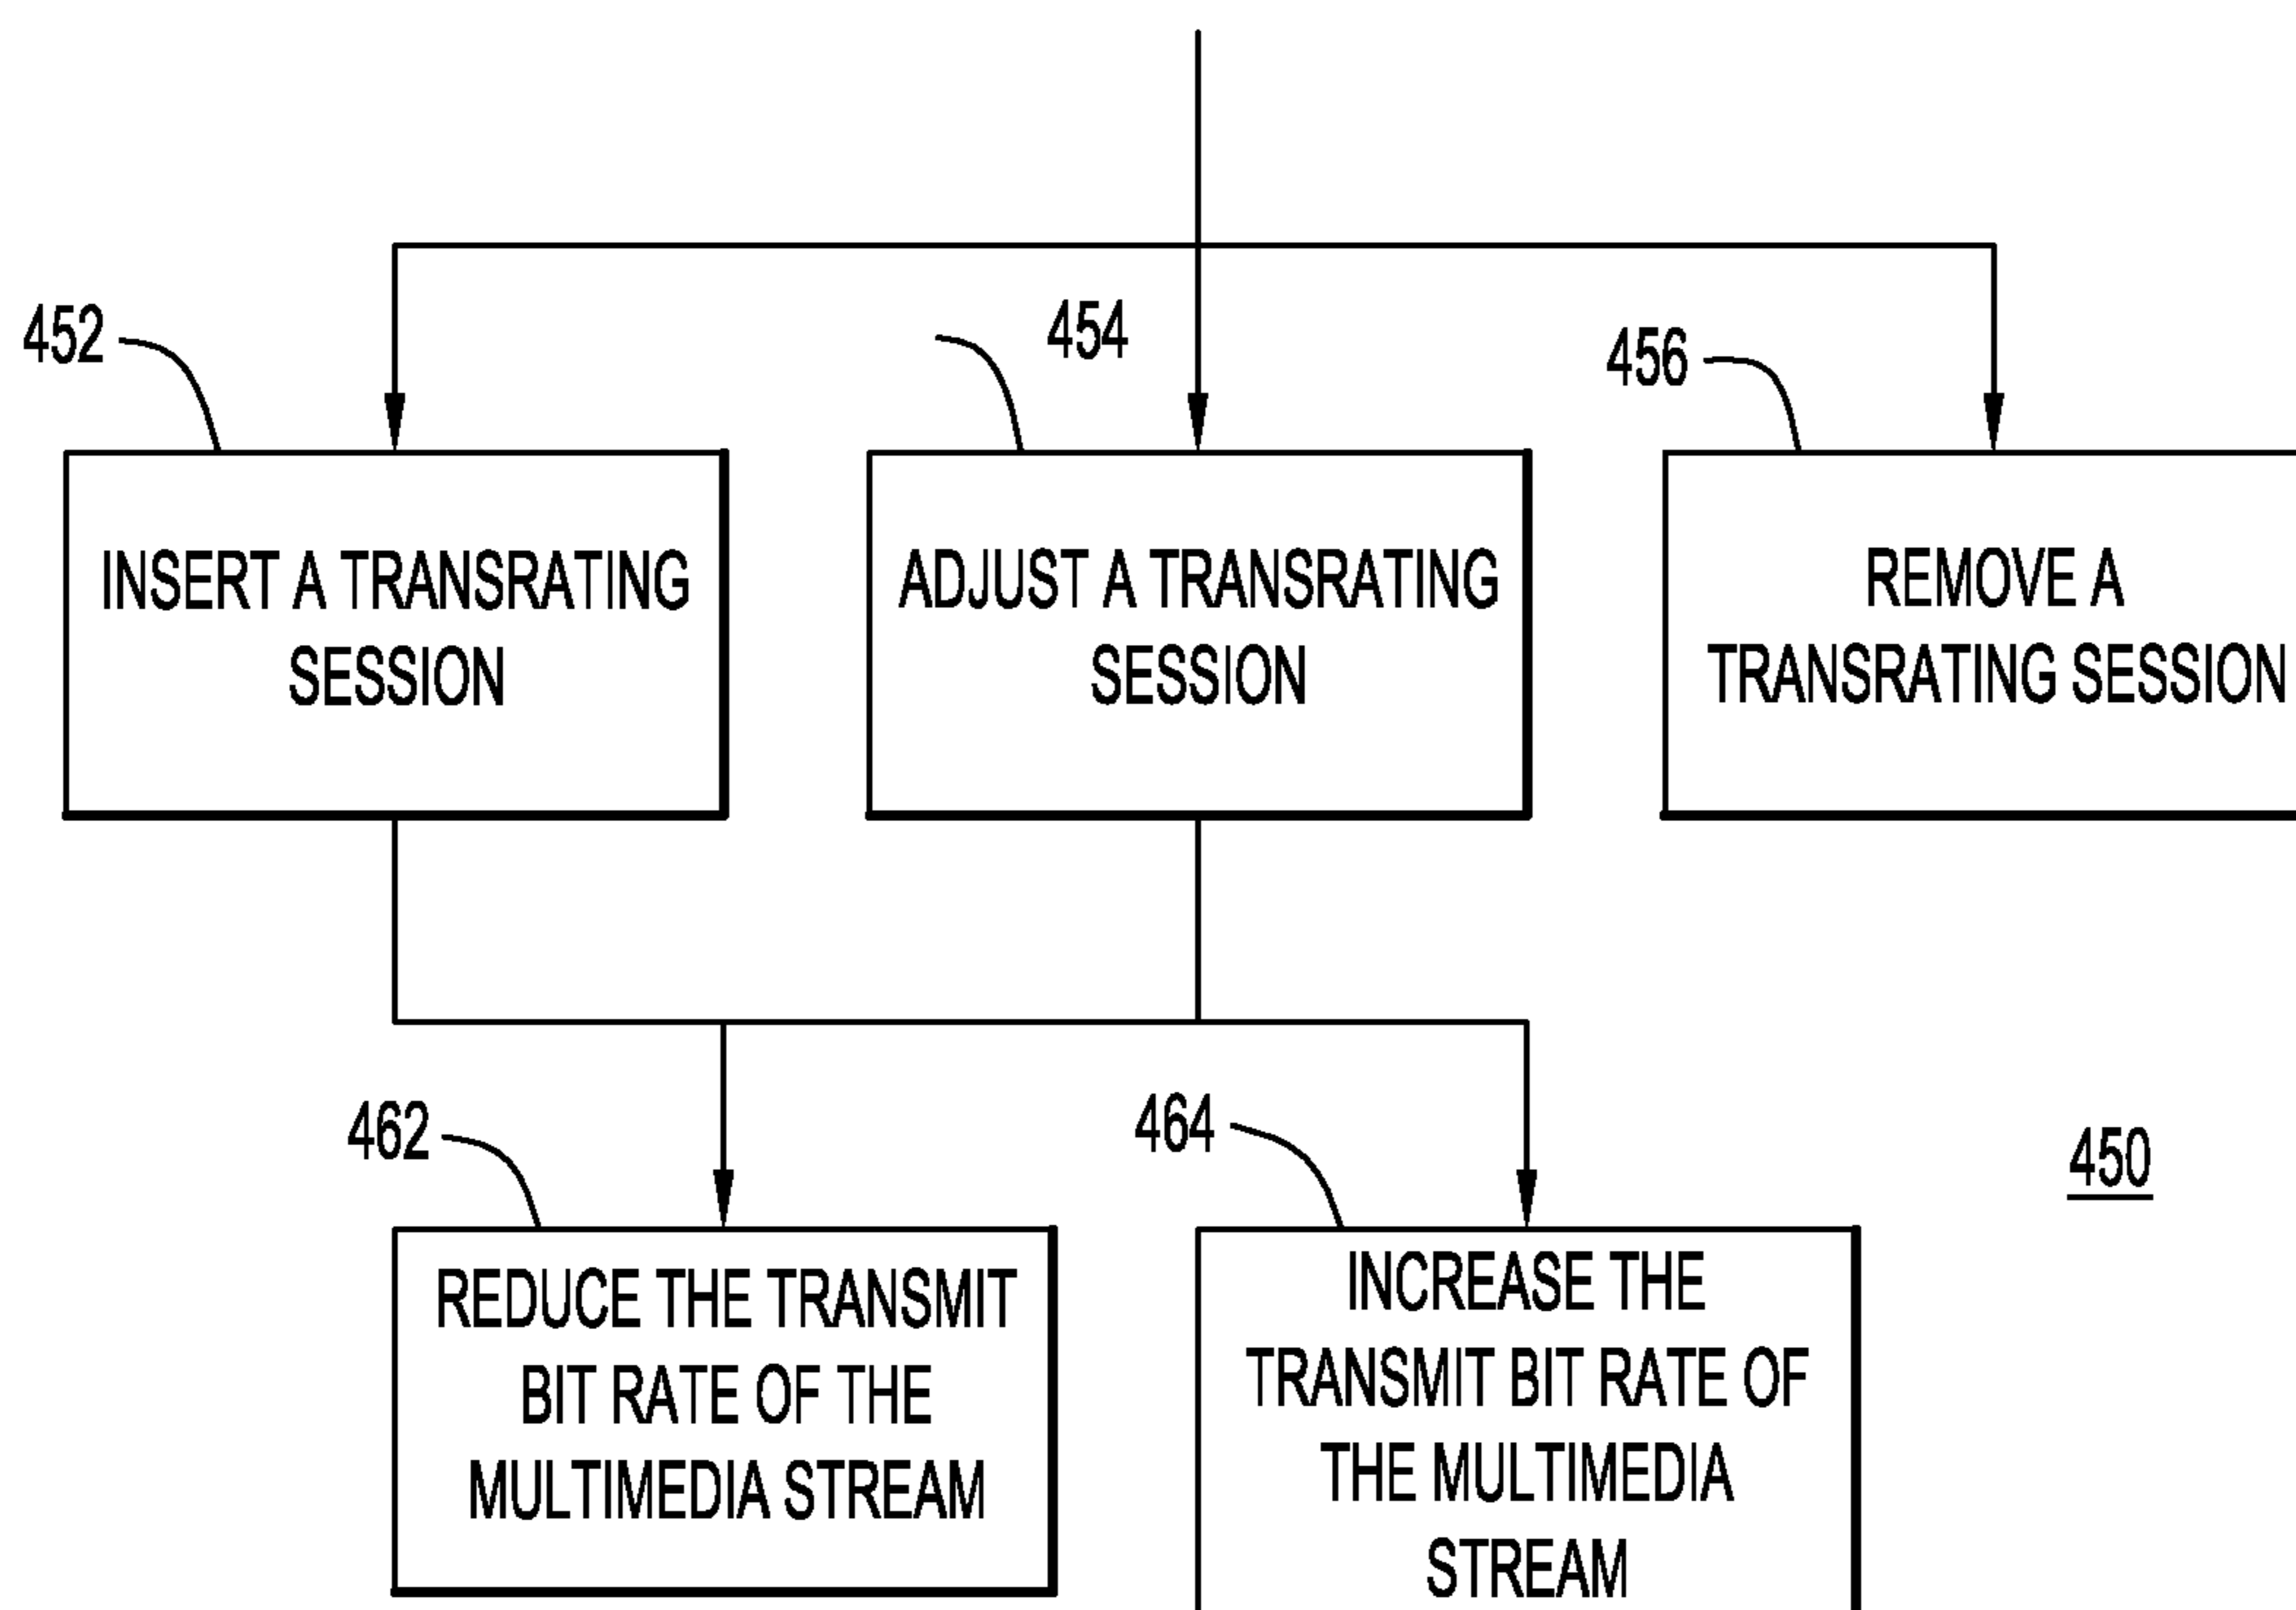 452
454
456
INSERT A TRANSRATING
SESSION
ADJUST A TRANSRATING
SESSION
REMOVE A
TRANSRATING SESSION
462
464
450
REDUCE THE TRANSMIT
BIT RATE OF THE
MULTIMEDIA STREAM
INCREASE THE
TRANSMIT BIT RATE OF
THE MULTIMEDIA
STREAM